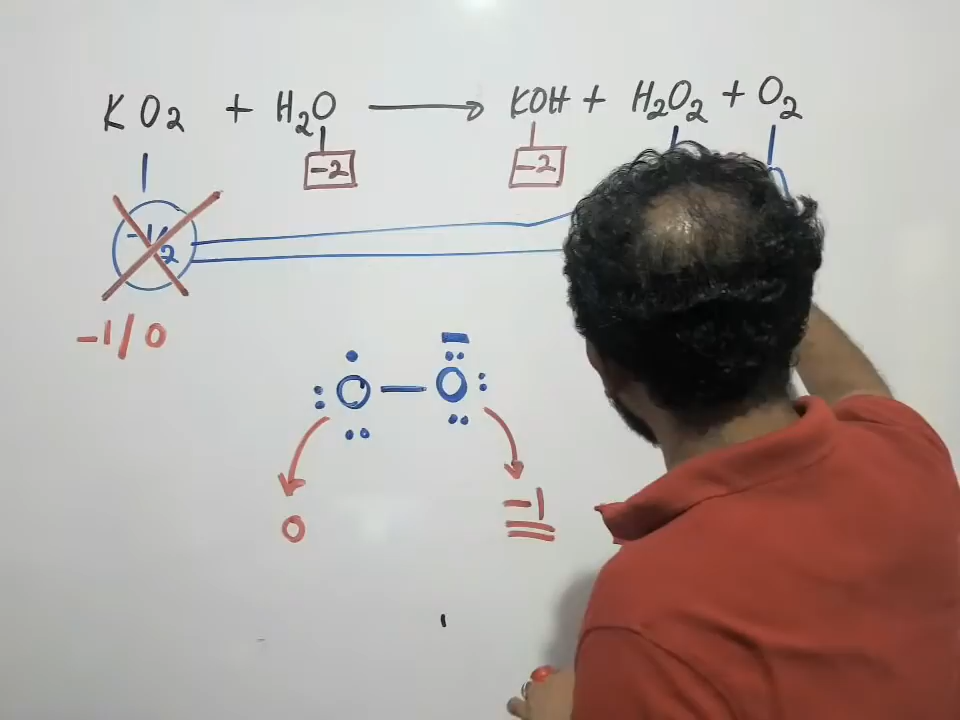 KO2 + H2O ⟶ KOH + H2O2 + O2
-2 -2
-1/2
-1/0
:O—O:
0 -1